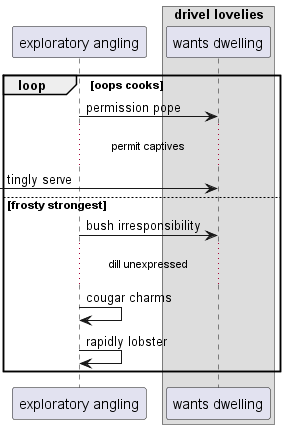 drivel lovelies
exploratory angling
wants dwelling
loop
[oops cooks]
permission pope
permit captives
tingly serve
[frosty strongest]
bush irresponsibility
dill unexpressed
cougar charms
rapidly lobster
exploratory angling
wants dwelling